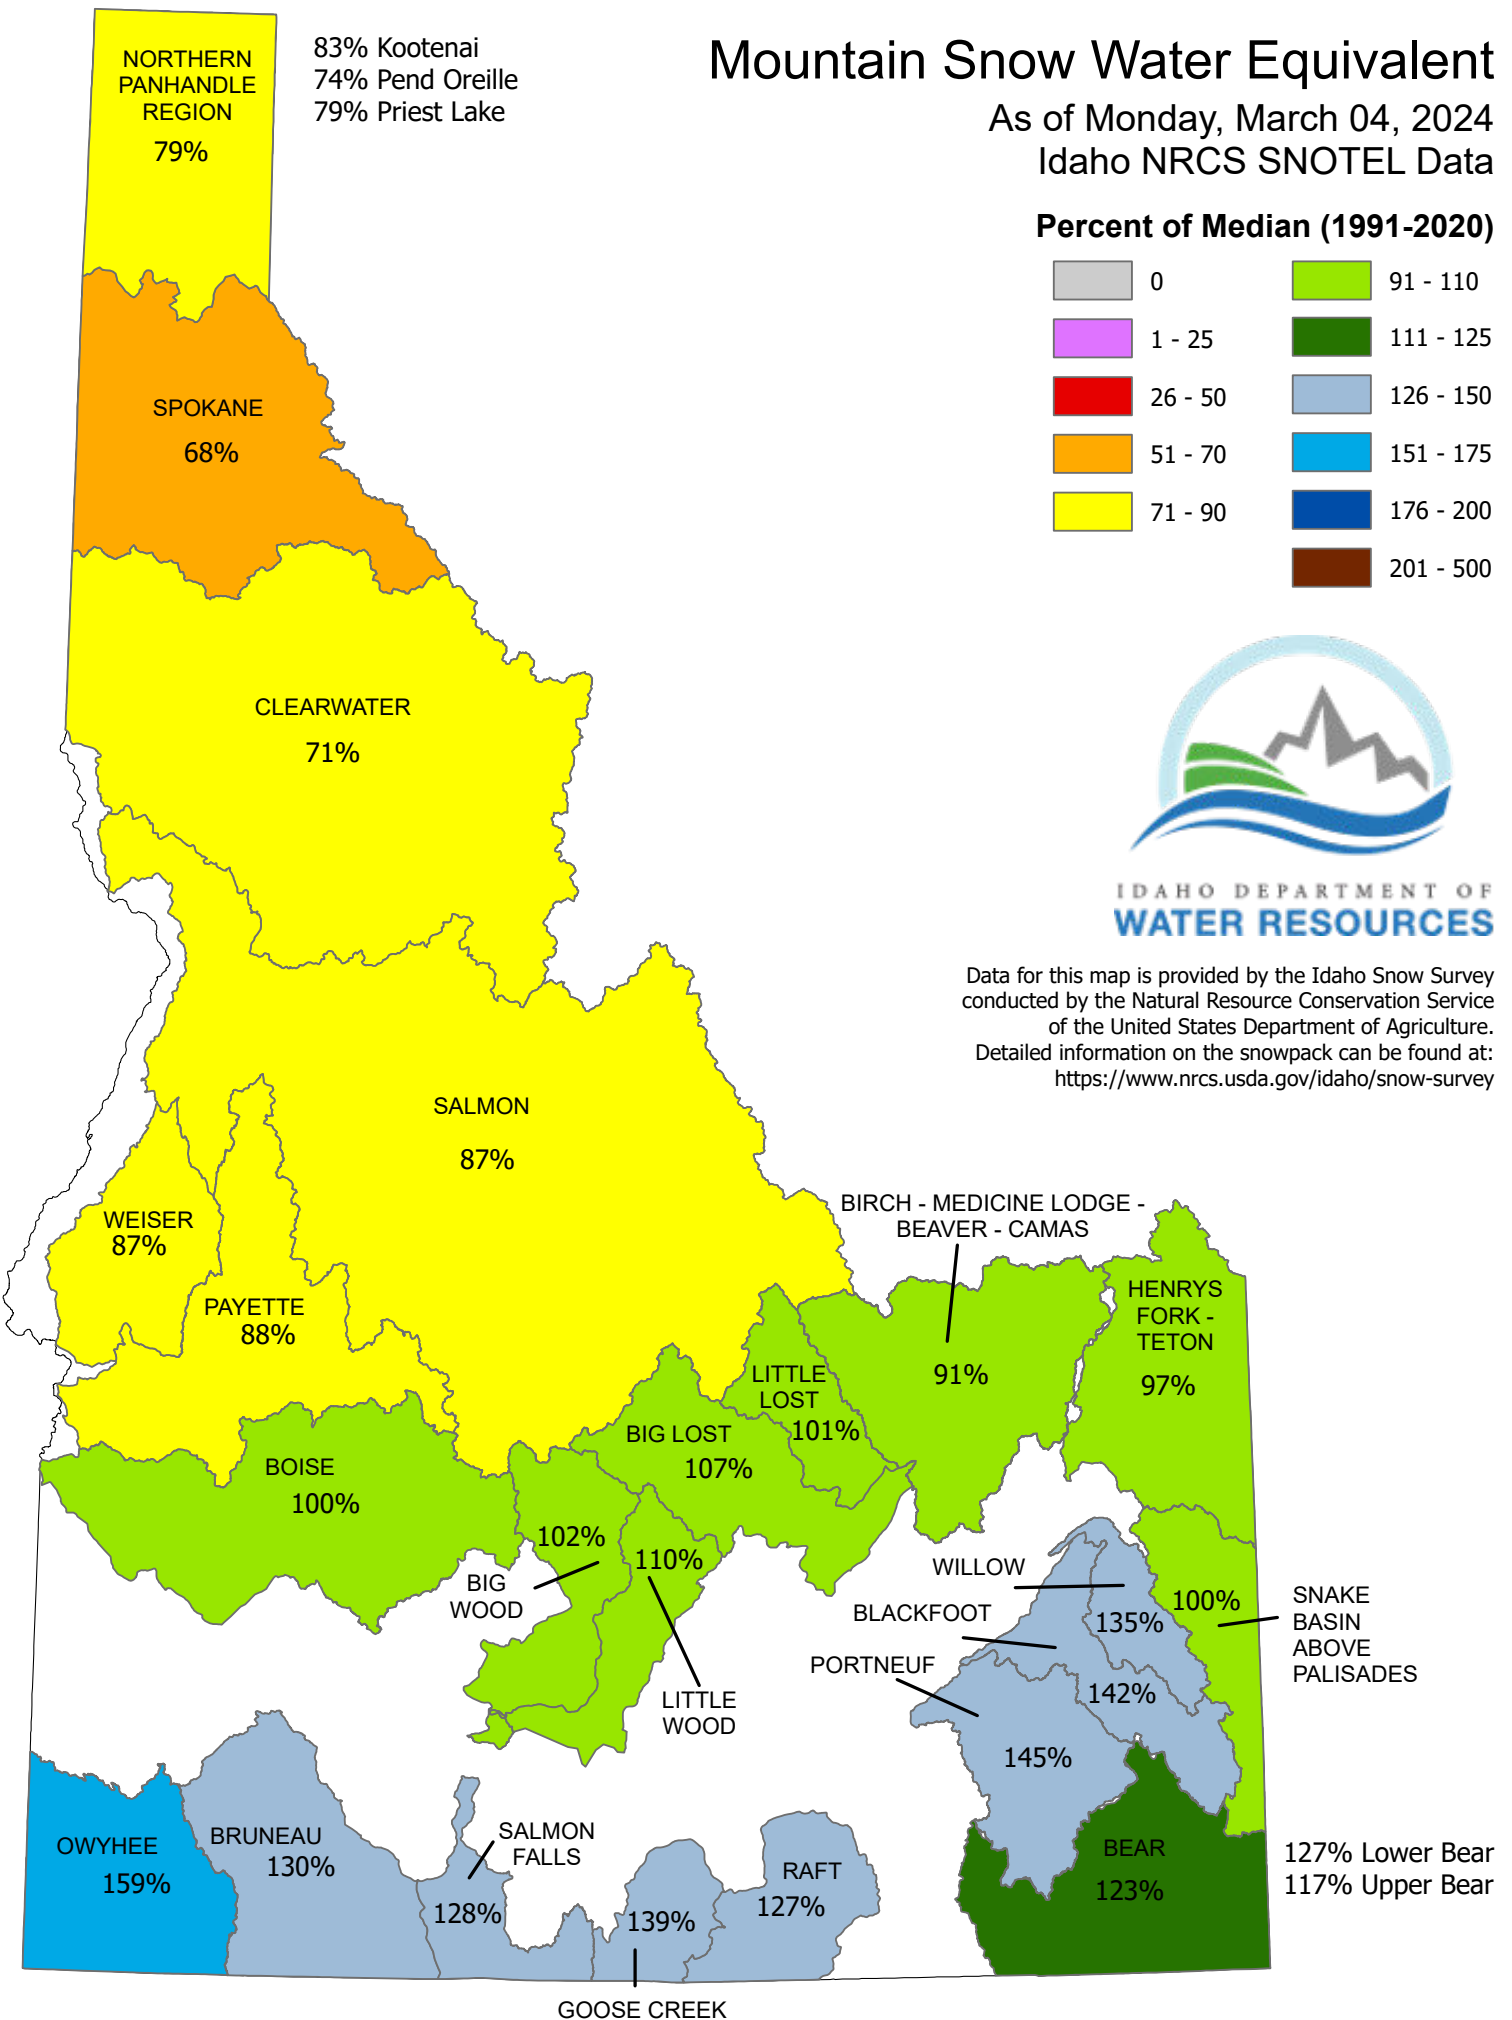 Mountain Snow Water Equivalent
As of Monday, March 04, 2024
Idaho NRCS SNOTEL Data
Percent of Median (1991-2020)
0
1 - 25
26 - 50
51 - 70
71 - 90
91 - 110
111 - 125
126 - 150
151 - 175
176 - 200
201 - 500
IDAHO DEPARTMENT OF
WATER RESOURCES
Data for this map is provided by the Idaho Snow Survey
conducted by the Natural Resource Conservation Service
of the United States Department of Agriculture.
Detailed information on the snowpack can be found at:
https://www.nrcs.usda.gov/idaho/snow-survey
NORTHERN
PANHANDLE
REGION
79%
83% Kootenai
74% Pend Oreille
79% Priest Lake
SPOKANE
68%
CLEARWATER
71%
SALMON
87%
WEISER
87%
PAYETTE
88%
BIRCH - MEDICINE LODGE -
BEAVER - CAMAS
91%
HENRYS
FORK -
TETON
97%
LITTLE
LOST
101%
BIG LOST
107%
BOISE
100%
102%
BIG
WOOD
110%
LITTLE
WOOD
WILLOW
135%
BLACKFOOT
142%
PORTNEUF
145%
100%
SNAKE
BASIN
ABOVE
PALISADES
OWYHEE
159%
BRUNEAU
130%
SALMON
FALLS
128%
139%
GOOSE CREEK
RAFT
127%
BEAR
123%
127% Lower Bear
117% Upper Bear